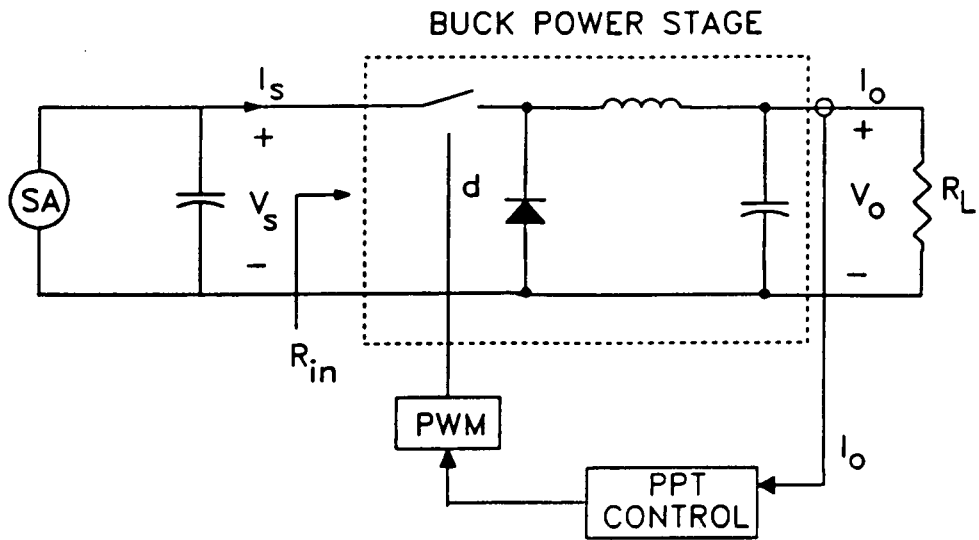 BUCK POWER STAGE
Is
Io
+
+
SA
Vs
d
Vo
RL
-
-
Rin
PWM
Io
PPT
CONTROL